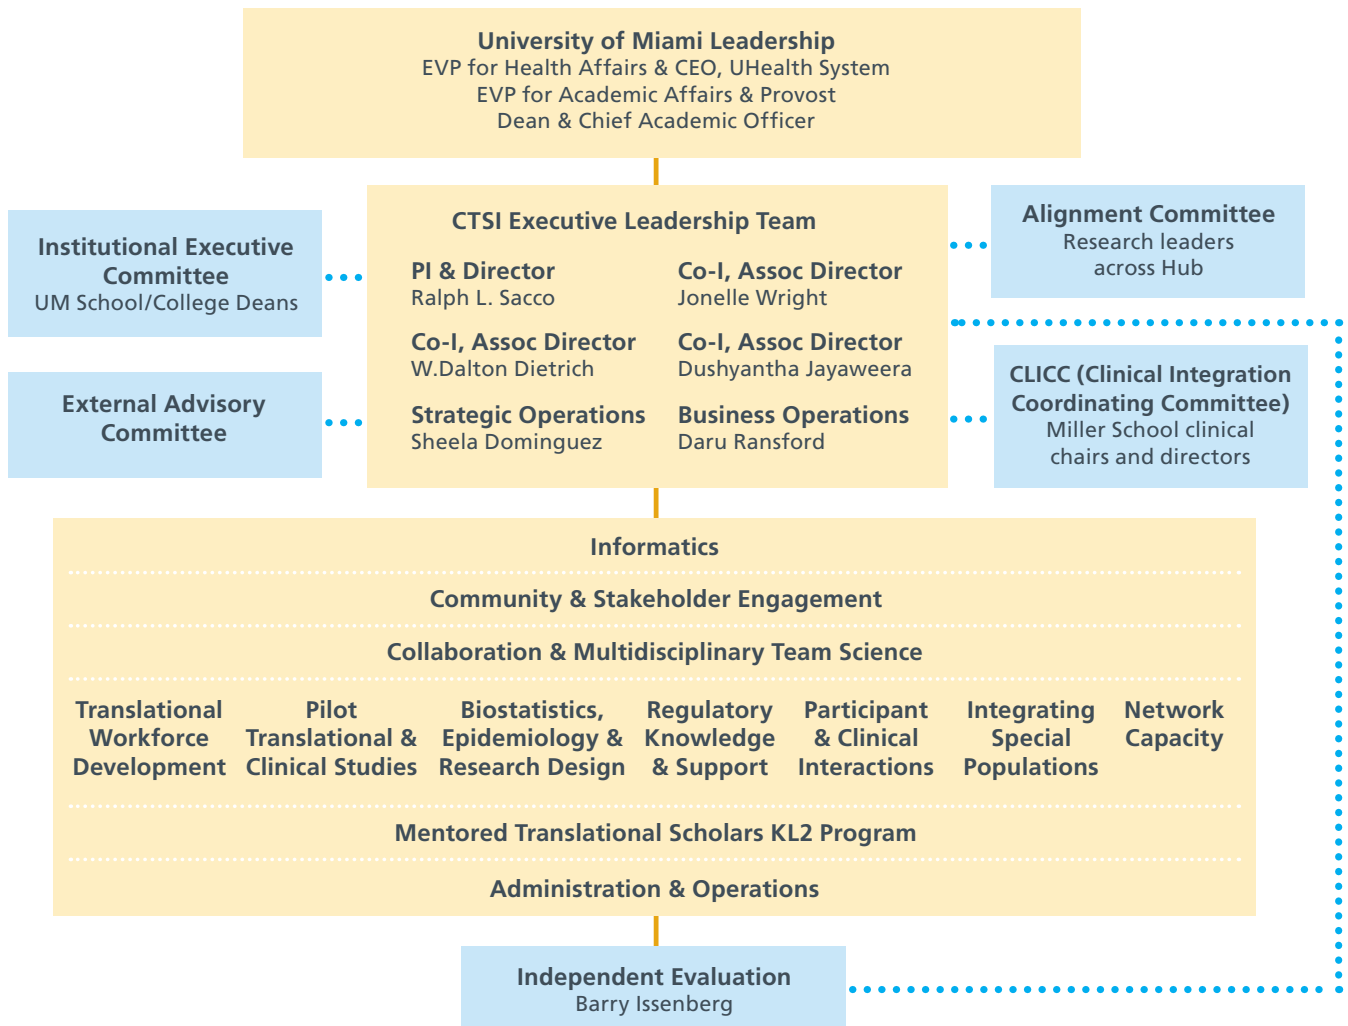 University of Miami Leadership
EVP for Health Affairs & CEO, UHealth System
EVP for Academic Affairs & Provost
Dean & Chief Academic Officer
Institutional Executive
Committee
UM School/College Deans
External Advisory
Committee
CTSI Executive Leadership Team
PI & Director
Ralph L. Sacco
Co-I, Assoc Director
Jonelle Wright
Co-I, Assoc Director
W.Dalton Dietrich
Co-I, Assoc Director
Dushyantha Jayaweera
Strategic Operations
Sheela Dominguez
Business Operations
Daru Ransford
Alignment Committee
Research leaders
across Hub
CLICC (Clinical Integration
Coordinating Committee)
Miller School clinical
chairs and directors
Informatics
Community & Stakeholder Engagement
Collaboration & Multidisciplinary Team Science
Translational
Workforce
Development
Pilot
Translational &
Clinical Studies
Biostatistics,
Epidemiology &
Research Design
Regulatory
Knowledge
& Support
Participant
& Clinical
Interactions
Integrating
Special
Populations
Network
Capacity
Mentored Translational Scholars KL2 Program
Administration & Operations
Independent Evaluation
Barry Issenberg